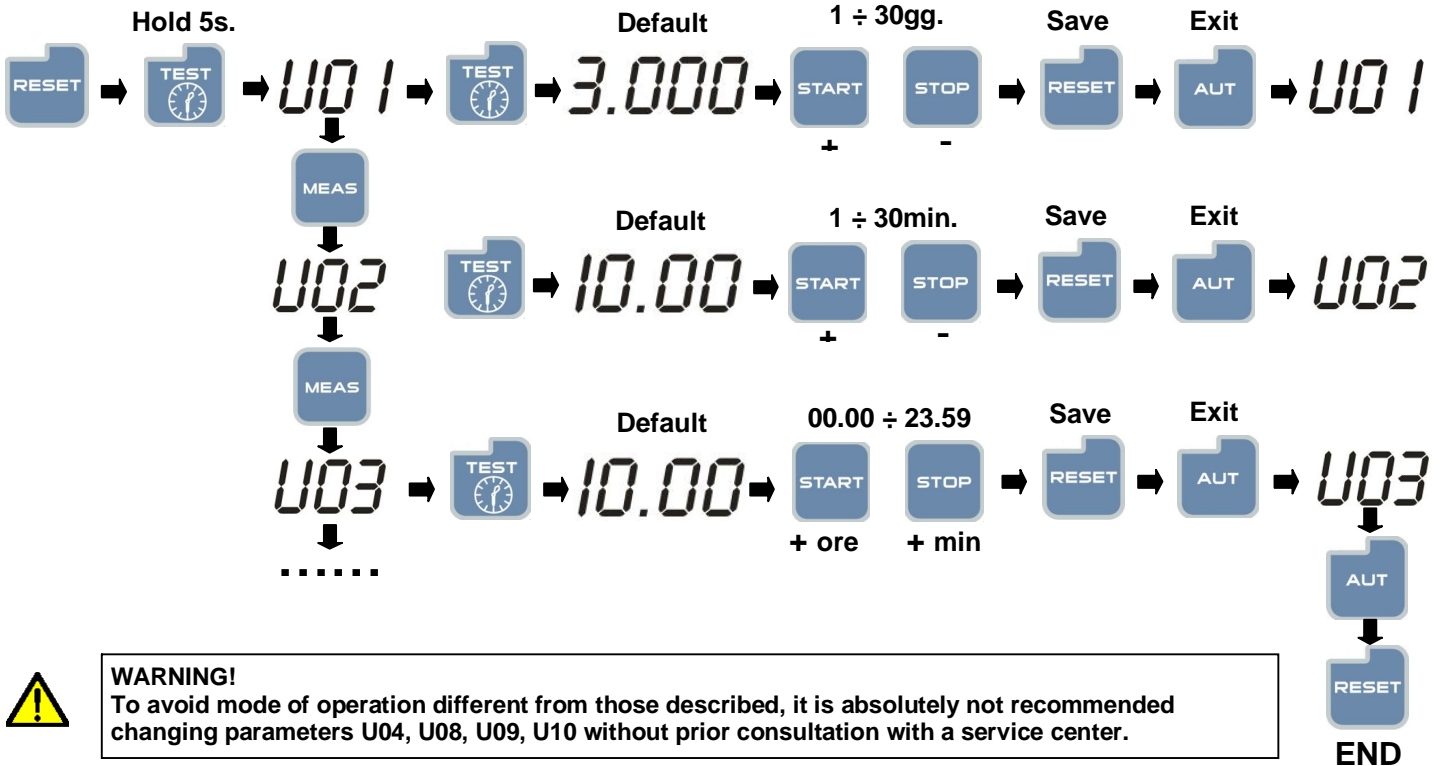 Hold 5s. Default 1 ÷ 30gg. Save Exit
RESET TEST U01 TEST 3.000 START STOP RESET AUT U01
+ -
MEAS
Default 1 ÷ 30min. Save Exit
U02 TEST 10.00 START STOP RESET AUT U02
+ -
MEAS
Default 00.00 ÷ 23.59 Save Exit
U03 TEST 10.00 START STOP RESET AUT U03
+ ore + min
......
AUT
RESET
END
WARNING!
To avoid mode of operation different from those described, it is absolutely not recommended
changing parameters U04, U08, U09, U10 without prior consultation with a service center.